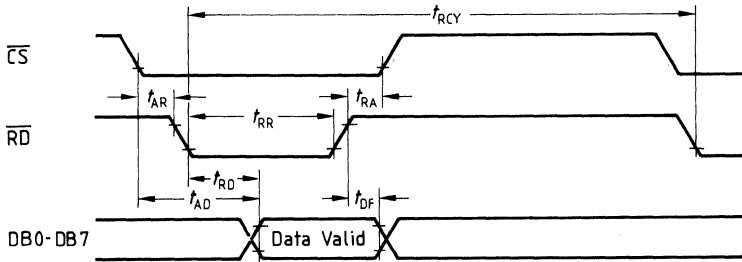 tRCY
CS
tAR
tRA
tRR
RD
tRD
tAD
tDF
DB0-DB7
Data Valid